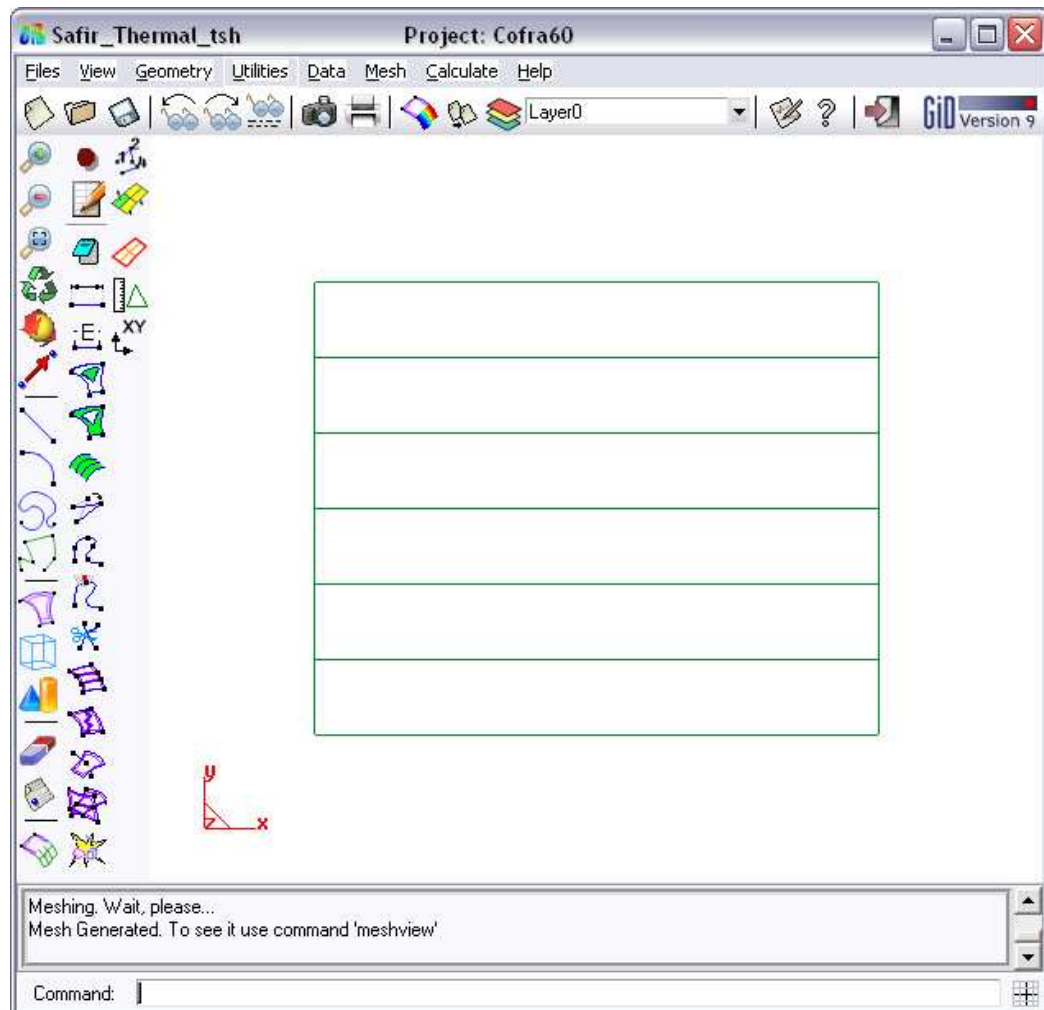 Safir_Thermal_tsh Project: Cofra60
Files View Geometry Utilities Data Mesh Calculate Help
Layer0
GiD Version 9
E
XY
y
z x
Meshing. Wait, please...
Mesh Generated. To see it use command 'meshview'
Command: